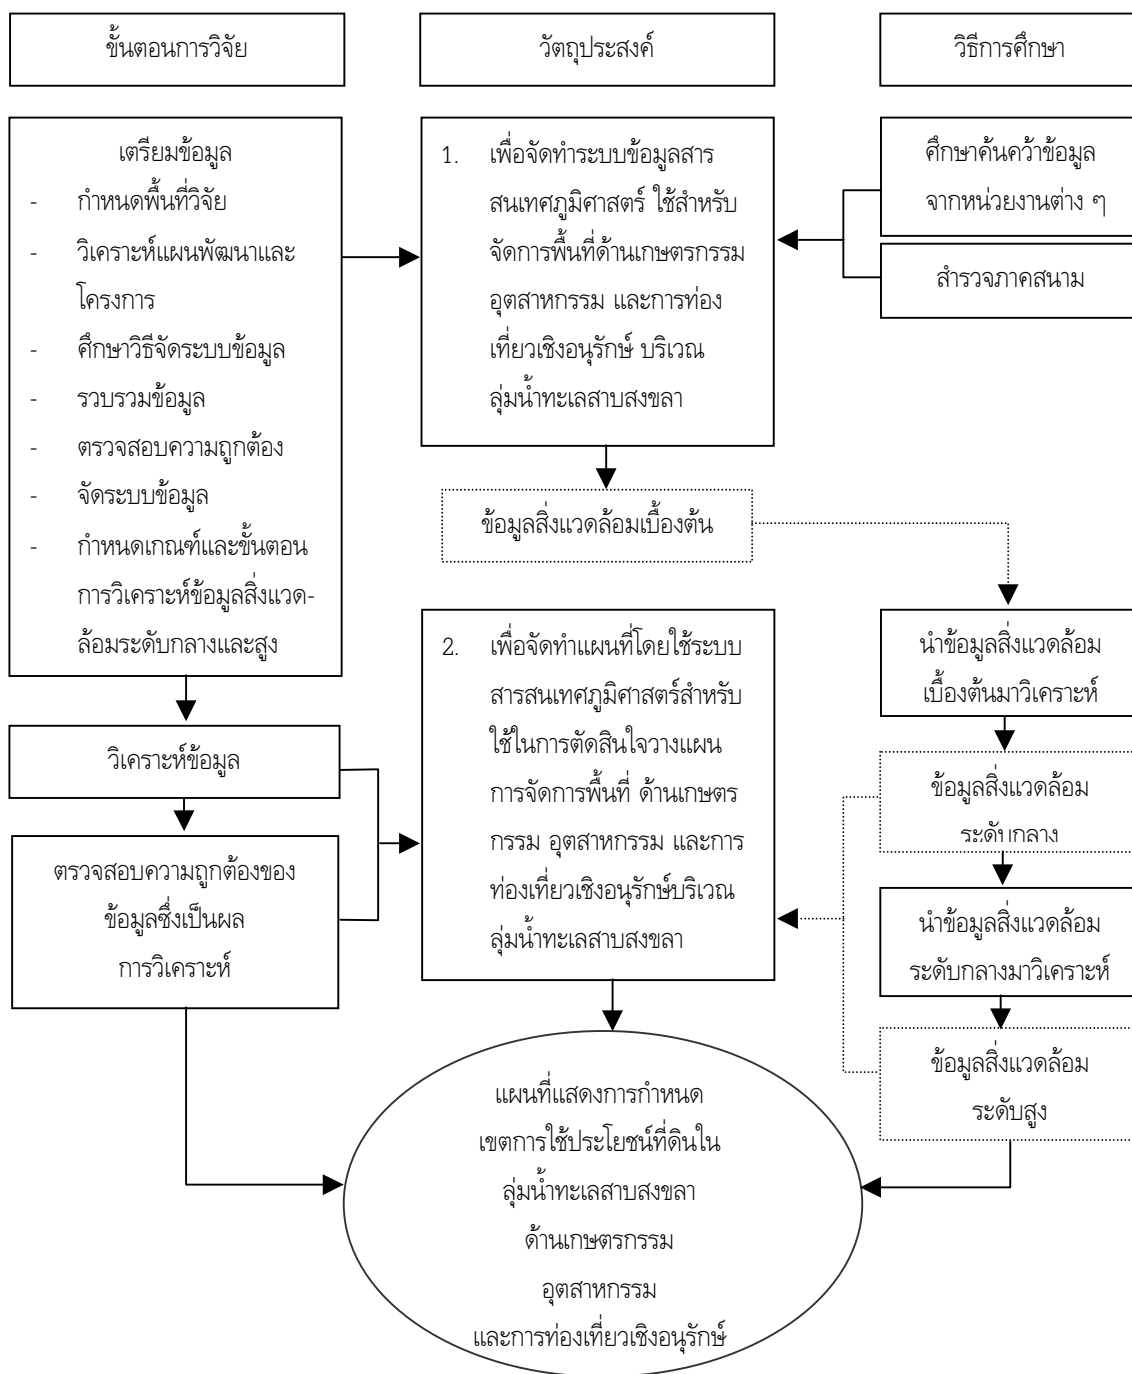 ขั้นตอนการวิจัย
วัตถุประสงค์
วิธีการศึกษา
เตรียมข้อมูล
- กำหนดพื้นที่วิจัย
- วิเคราะห์แผนพัฒนาและ
โครงการ
- ศึกษาวิธีจัดระบบข้อมูล
- รวบรวมข้อมูล
- ตรวจสอบความถูกต้อง
- จัดระบบข้อมูล
- กำหนดเกณฑ์และขั้นตอน
การวิเคราะห์ข้อมูลสิ่งแวด-
ล้อมระดับกลางและสูง
1. เพื่อจัดทำระบบข้อมูลสาร
สนเทศภูมิศาสตร์ ใช้สำหรับ
จัดการพื้นที่ด้านเกษตรกรรม
อุตสาหกรรม และการท่อง
เที่ยวเชิงอนุรักษ์ บริเวณ
ลุ่มน้ำทะเลสาบสงขลา
ศึกษาค้นคว้าข้อมูล
จากหน่วยงานต่าง ๆ
สำรวจภาคสนาม
ข้อมูลสิ่งแวดล้อมเบื้องต้น
2. เพื่อจัดทำแผนที่โดยใช้ระบบ
สารสนเทศภูมิศาสตร์สำหรับ
ใช้ในการตัดสินใจวางแผน
การจัดการพื้นที่ ด้านเกษตร
กรรม อุตสาหกรรม และการ
ท่องเที่ยวเชิงอนุรักษ์บริเวณ
ลุ่มน้ำทะเลสาบสงขลา
นำข้อมูลสิ่งแวดล้อม
เบื้องต้นมาวิเคราะห์
วิเคราะห์ข้อมูล
ข้อมูลสิ่งแวดล้อม
ระดับกลาง
ตรวจสอบความถูกต้องของ
ข้อมูลซึ่งเป็นผล
การวิเคราะห์
นำข้อมูลสิ่งแวดล้อม
ระดับกลางมาวิเคราะห์
ข้อมูลสิ่งแวดล้อม
ระดับสูง
แผนที่แสดงการกำหนด
เขตการใช้ประโยชน์ที่ดินใน
ลุ่มน้ำทะเลสาบสงขลา
ด้านเกษตรกรรม
อุตสาหกรรม
และการท่องเที่ยวเชิงอนุรักษ์